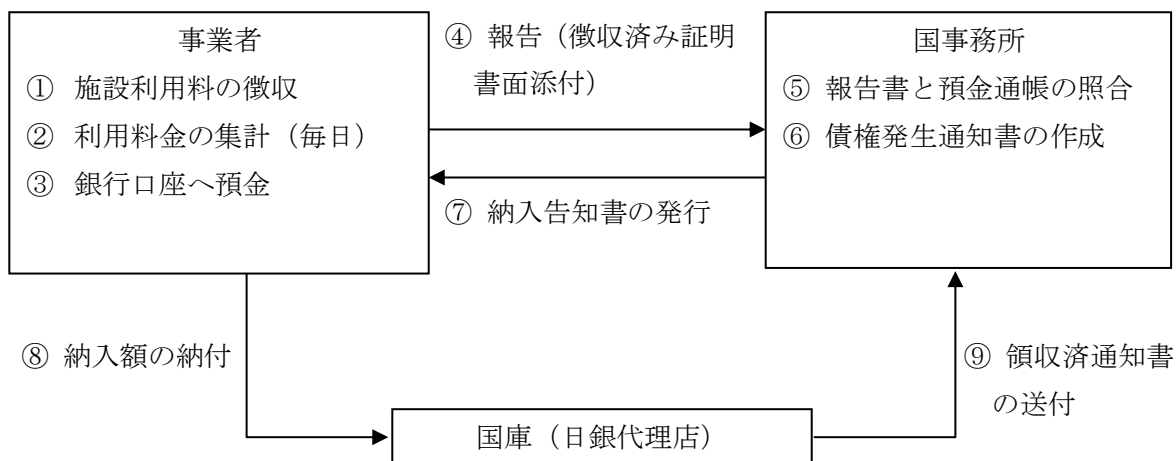 事業者
① 施設利用料の徴収
② 利用料金の集計（毎日）
③ 銀行口座へ預金
④ 報告（徴収済み証明
書面添付）
国事務所
⑤ 報告書と預金通帳の照合
⑥ 債権発生通知書の作成
⑦ 納入告知書の発行
⑧ 納入額の納付
⑨ 領収済通知書
の送付
国庫（日銀代理店）